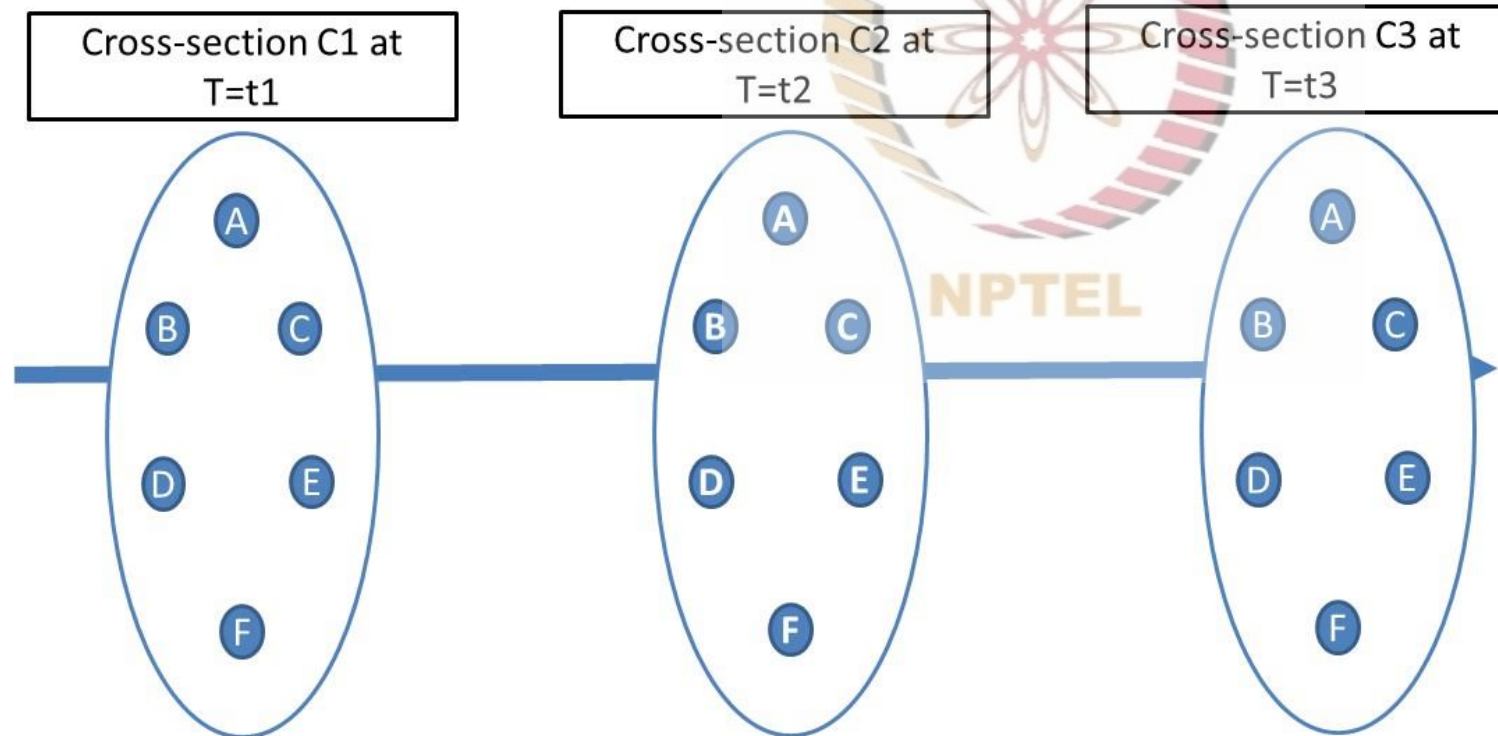 Cross-section C1 at
T=t1
Cross-section C2 at
T=t2
Cross-section C3 at
T=t3
A
B C
D E
F
A
B C
D E
F
A
B C
D E
F
NPTEL